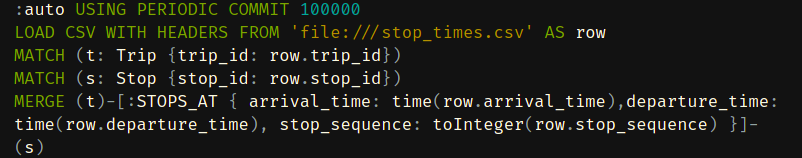 :auto USING PERIODIC COMMIT 100000
LOAD CSV WITH HEADERS FROM 'file:///stop_times.csv' AS row
MATCH (t: Trip {trip_id: row.trip_id})
MATCH (s: Stop {stop_id: row.stop_id})
MERGE (t)-[:STOPS_AT { arrival_time: time(row.arrival_time),departure_time:
time(row.departure_time), stop_sequence: toInteger(row.stop_sequence) }]-
(s)